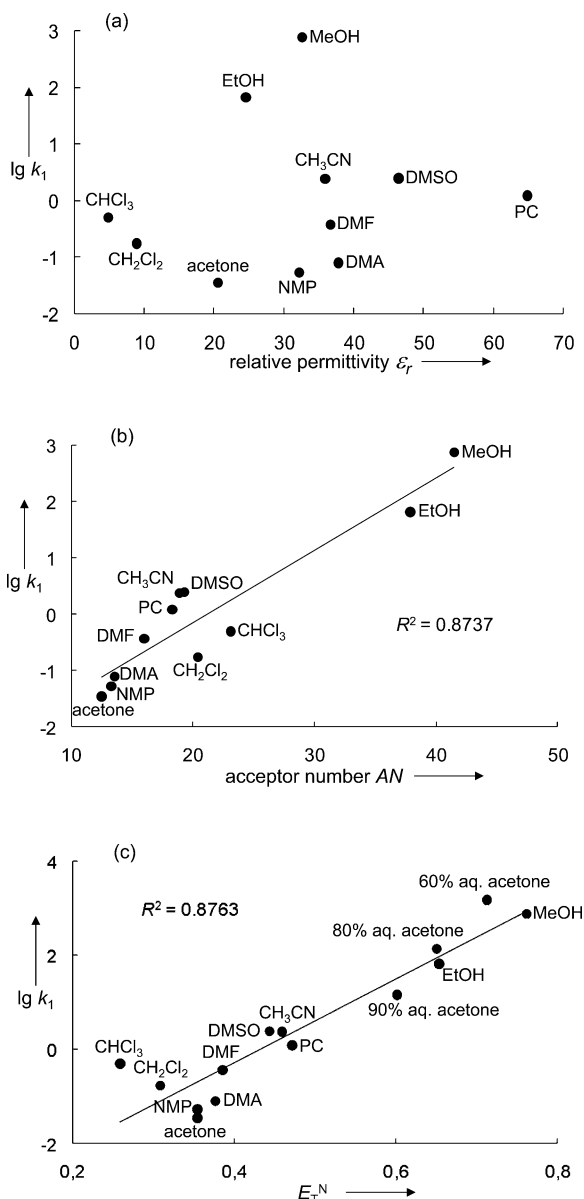 (a)
3
MeOH
EtOH
2
1
lg k₁
CH₃CN
DMSO
CHCl₃
0
PC
DMF
-1
CH₂Cl₂
acetone
NMP
DMA
-2
0 10 20 30 40 50 60 70
relative permittivity εᵣ
(b)
3
MeOH
2
EtOH
1
lg k₁
CH₃CN
DMSO
PC
0
CHCl₃
R² = 0.8737
DMF
-1
DMA
CH₂Cl₂
NMP
acetone
-2
10 20 30 40 50
acceptor number AN
(c)
4
60% aq. acetone
R² = 0.8763
MeOH
80% aq. acetone
2
EtOH
lg k₁
90% aq. acetone
CH₃CN
DMSO
CHCl₃
0
PC
DMF
CH₂Cl₂
NMP
DMA
acetone
-2
0,2 0,4 0,6 0,8
E_T^N